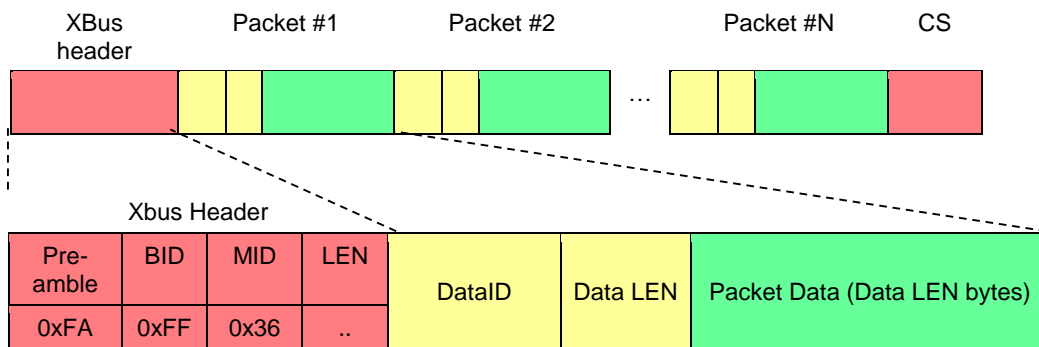 XBus header Packet #1 Packet #2 Packet #N CS
...
Xbus Header
Pre-amble BID MID LEN DataID Data LEN Packet Data (Data LEN bytes)
0xFA 0xFF 0x36 ..